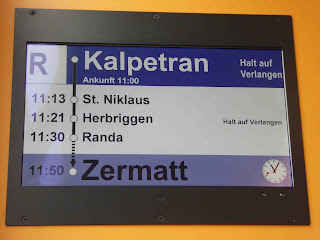 R
Kalpetran
Halt auf
Verlangen
Ankunft 11:00
11:13 St. Niklaus
11:21 Herbriggen Halt auf Verlangen
11:30 Randa
11:50 Zermatt